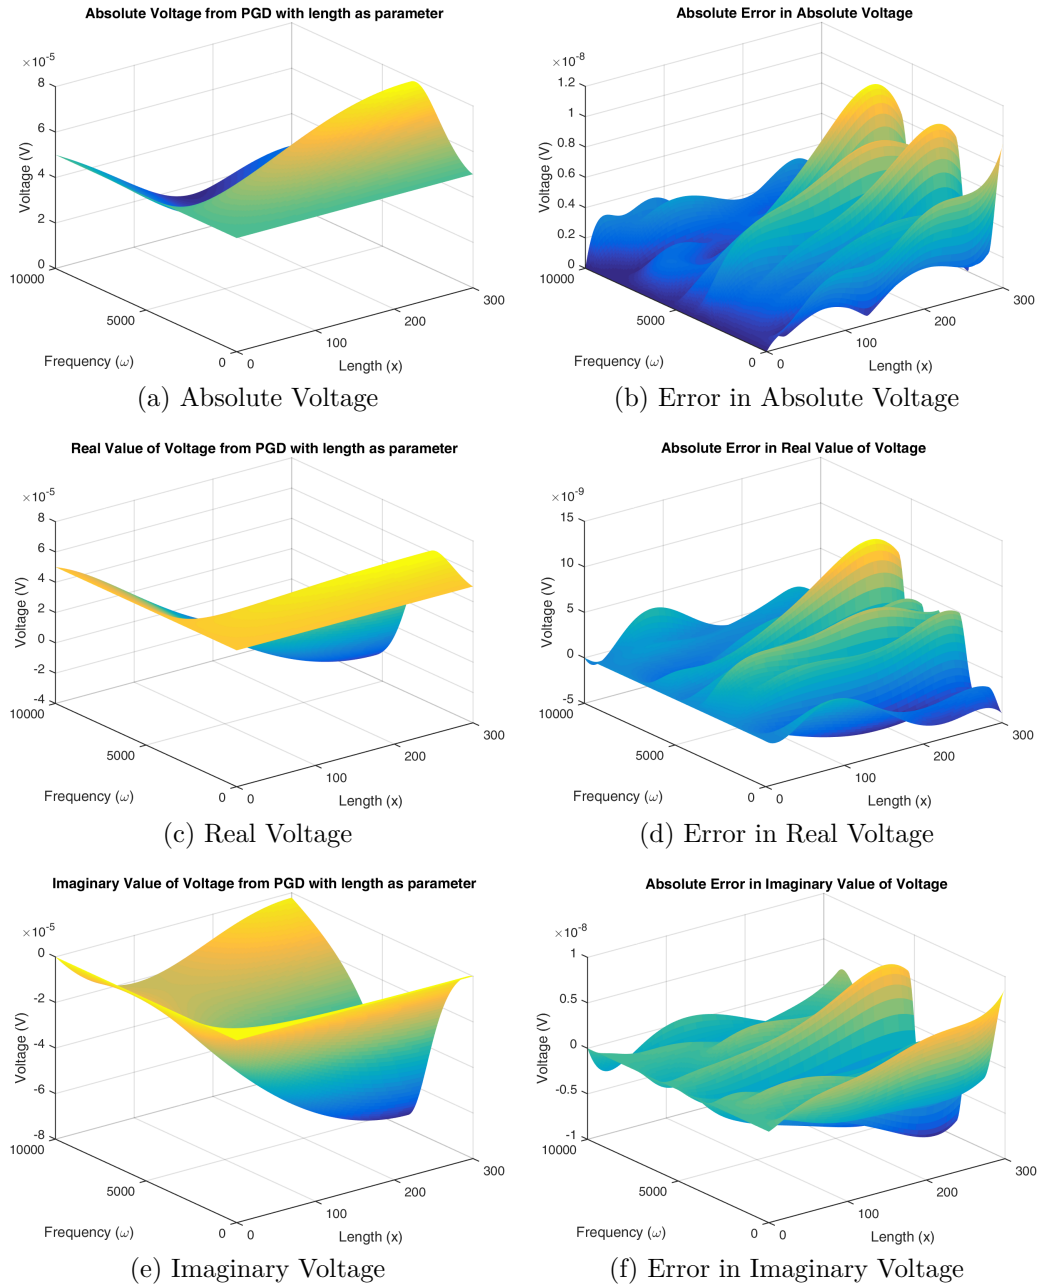 Absolute Voltage from PGD with length as parameter
×10⁻⁵
8
6
4
2
0
Voltage (V)
10000
5000
0
Frequency (ω)
0
100
200
300
Length (x)
(a) Absolute Voltage
Absolute Error in Absolute Voltage
×10⁻⁸
1.2
1
0.8
0.6
0.4
0.2
0
Voltage (V)
10000
5000
0
Frequency (ω)
0
100
200
300
Length (x)
(b) Error in Absolute Voltage
Real Value of Voltage from PGD with length as parameter
×10⁻⁵
8
6
4
2
0
-2
-4
Voltage (V)
10000
5000
0
Frequency (ω)
0
100
200
300
Length (x)
(c) Real Voltage
Absolute Error in Real Value of Voltage
×10⁻⁹
15
10
5
0
-5
Voltage (V)
10000
5000
0
Frequency (ω)
0
100
200
300
Length (x)
(d) Error in Real Voltage
Imaginary Value of Voltage from PGD with length as parameter
×10⁻⁵
0
-2
-4
-6
-8
Voltage (V)
10000
5000
0
Frequency (ω)
0
100
200
300
Length (x)
(e) Imaginary Voltage
Absolute Error in Imaginary Value of Voltage
×10⁻⁸
1
0.5
0
-0.5
-1
Voltage (V)
10000
5000
0
Frequency (ω)
0
100
200
300
Length (x)
(f) Error in Imaginary Voltage